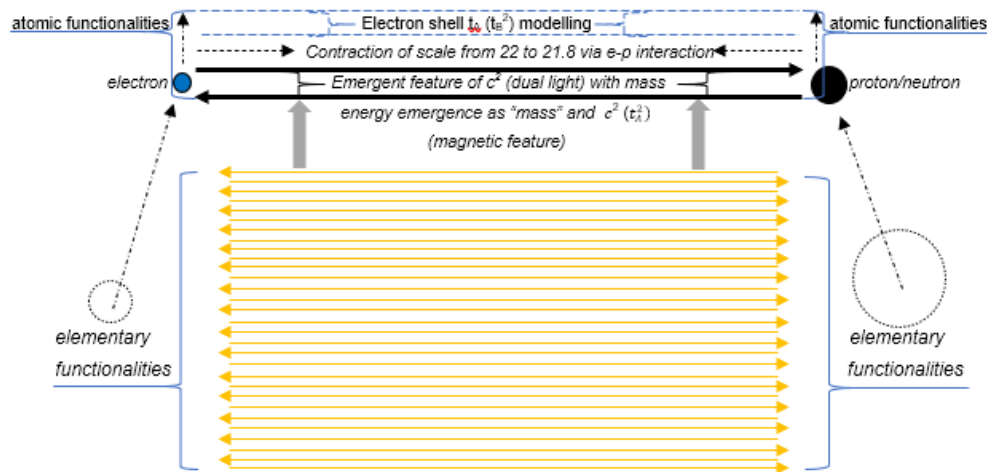 atomic functionalities
Electron shell tA (tB²) modelling
atomic functionalities
Contraction of scale from 22 to 21.8 via e-p interaction
electron
Emergent feature of c² (dual light) with mass
proton/neutron
energy emergence as "mass" and c² (t_A²)
(magnetic feature)
elementary
functionalities
elementary
functionalities